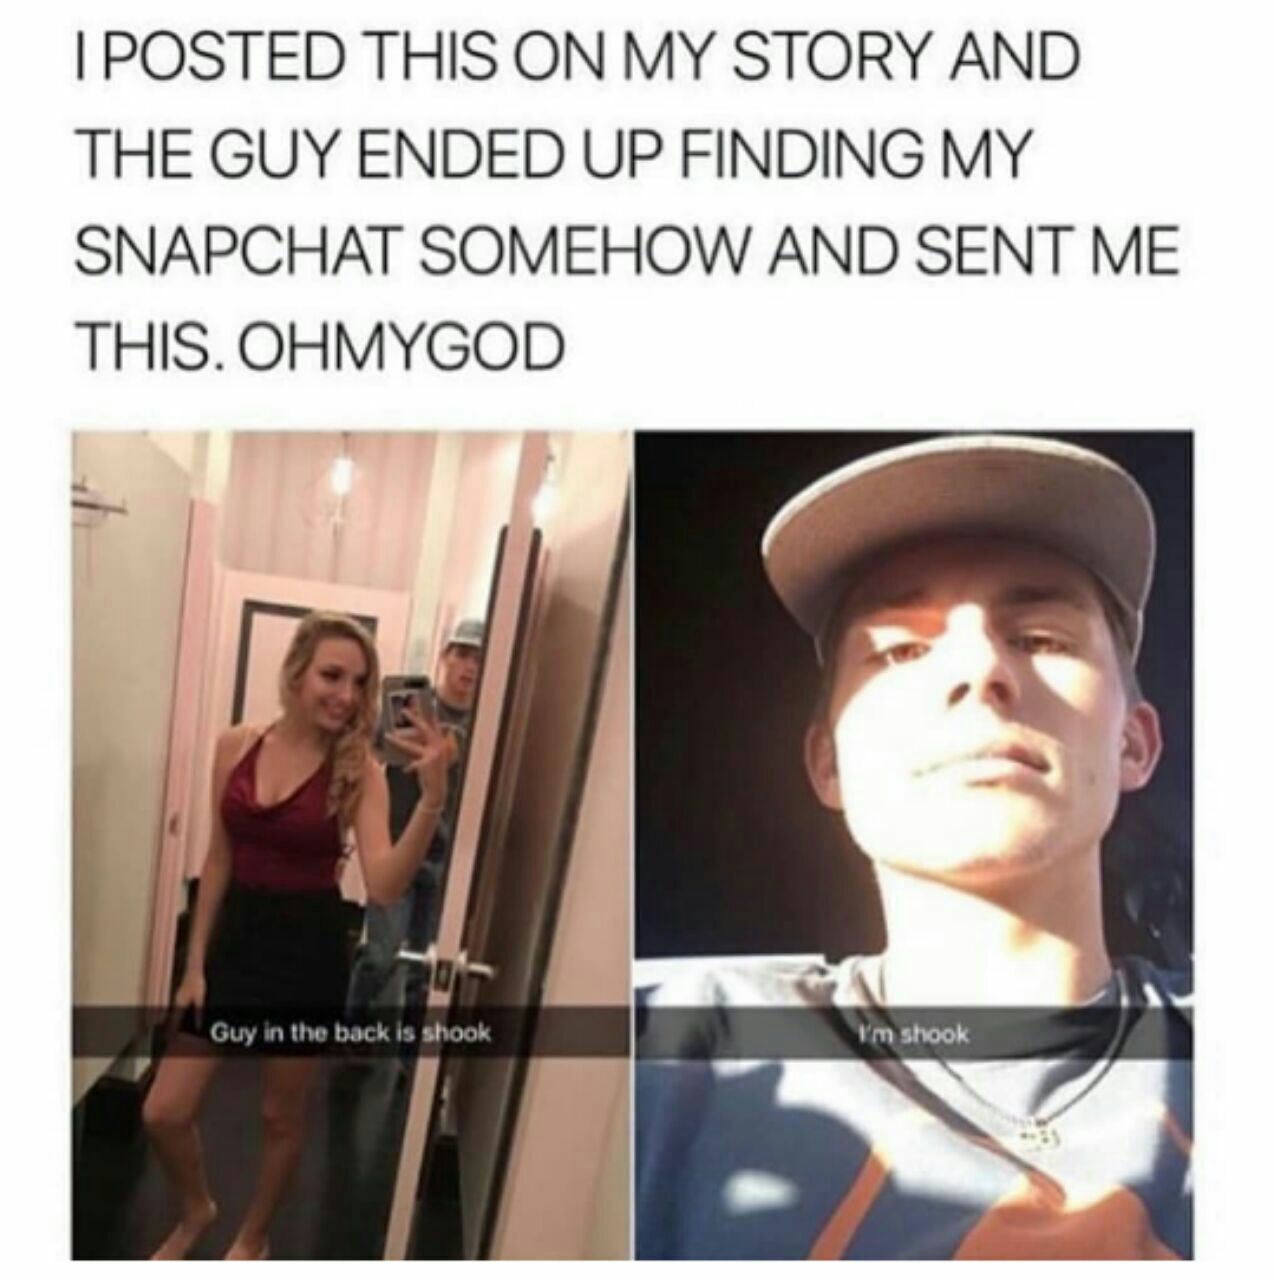 I POSTED THIS ON MY STORY AND
THE GUY ENDED UP FINDING MY
SNAPCHAT SOMEHOW AND SENT ME
THIS. OHMYGOD
Guy in the back is shook
I'm shook